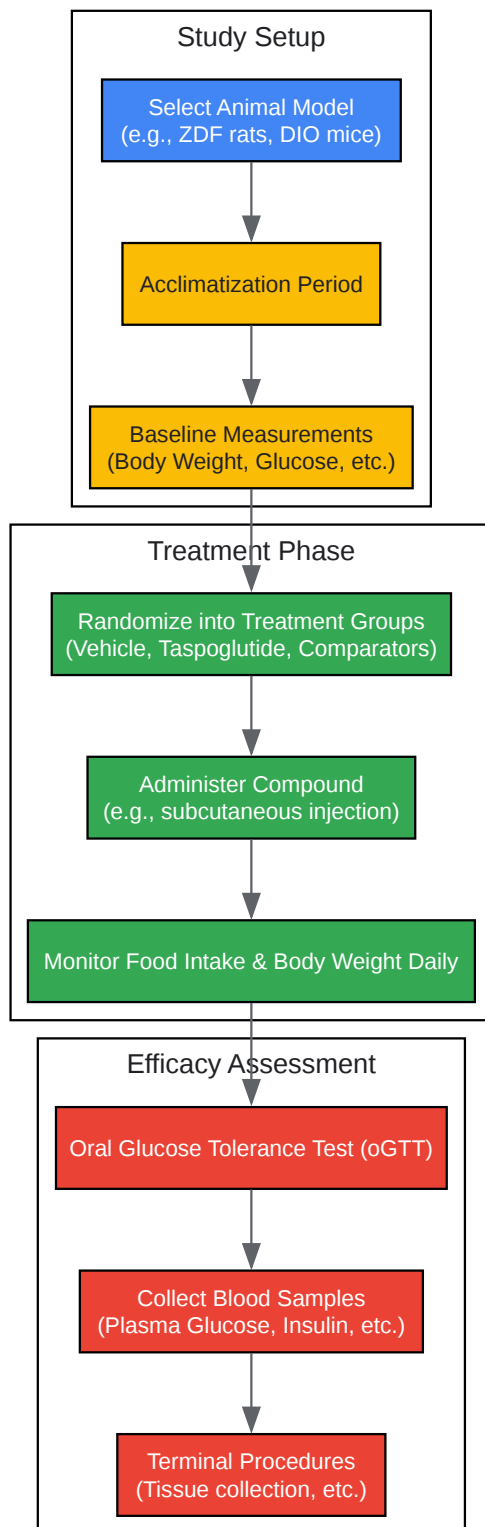 Study Setup
Select Animal Model
(e.g., ZDF rats, DIO mice)
Acclimatization Period
Baseline Measurements
(Body Weight, Glucose, etc.)
Treatment Phase
Randomize into Treatment Groups
(Vehicle, Taspoglutide, Comparators)
Administer Compound
(e.g., subcutaneous injection)
Monitor Food Intake & Body Weight Daily
Efficacy Assessment
Oral Glucose Tolerance Test (oGTT)
Collect Blood Samples
(Plasma Glucose, Insulin, etc.)
Terminal Procedures
(Tissue collection, etc.)